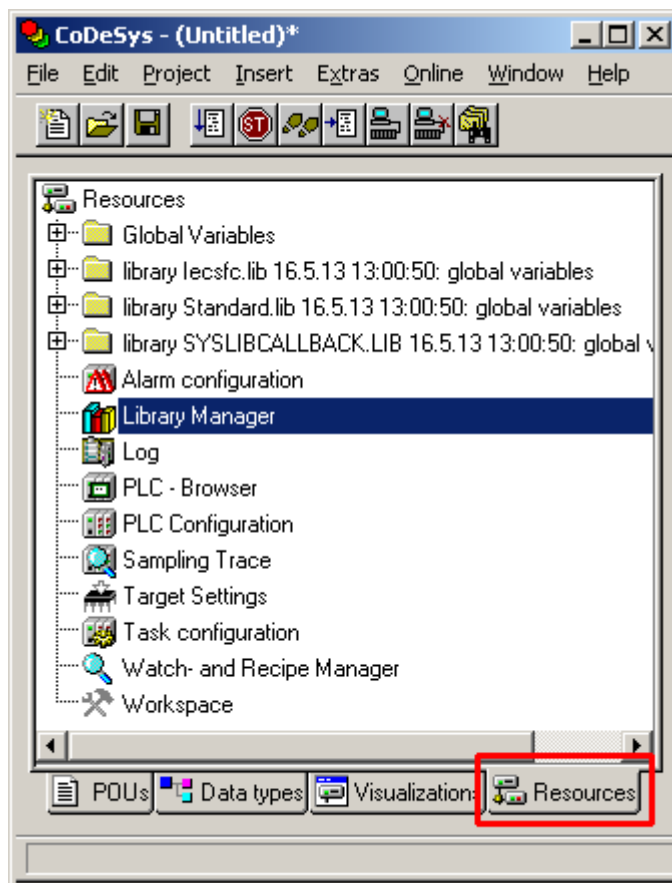 CoDeSys - (Untitled)*
File Edit Project Insert Extras Online Window Help
ST
Resources
Global Variables
library Iecsfc.lib 16.5.13 13:00:50: global variables
library Standard.lib 16.5.13 13:00:50: global variables
library SYSLIBCALLBACK.LIB 16.5.13 13:00:50: global v
Alarm configuration
Library Manager
Log
PLC - Browser
PLC Configuration
Sampling Trace
Target Settings
Task configuration
Watch- and Recipe Manager
Workspace
POUs Data types Visualizations Resources